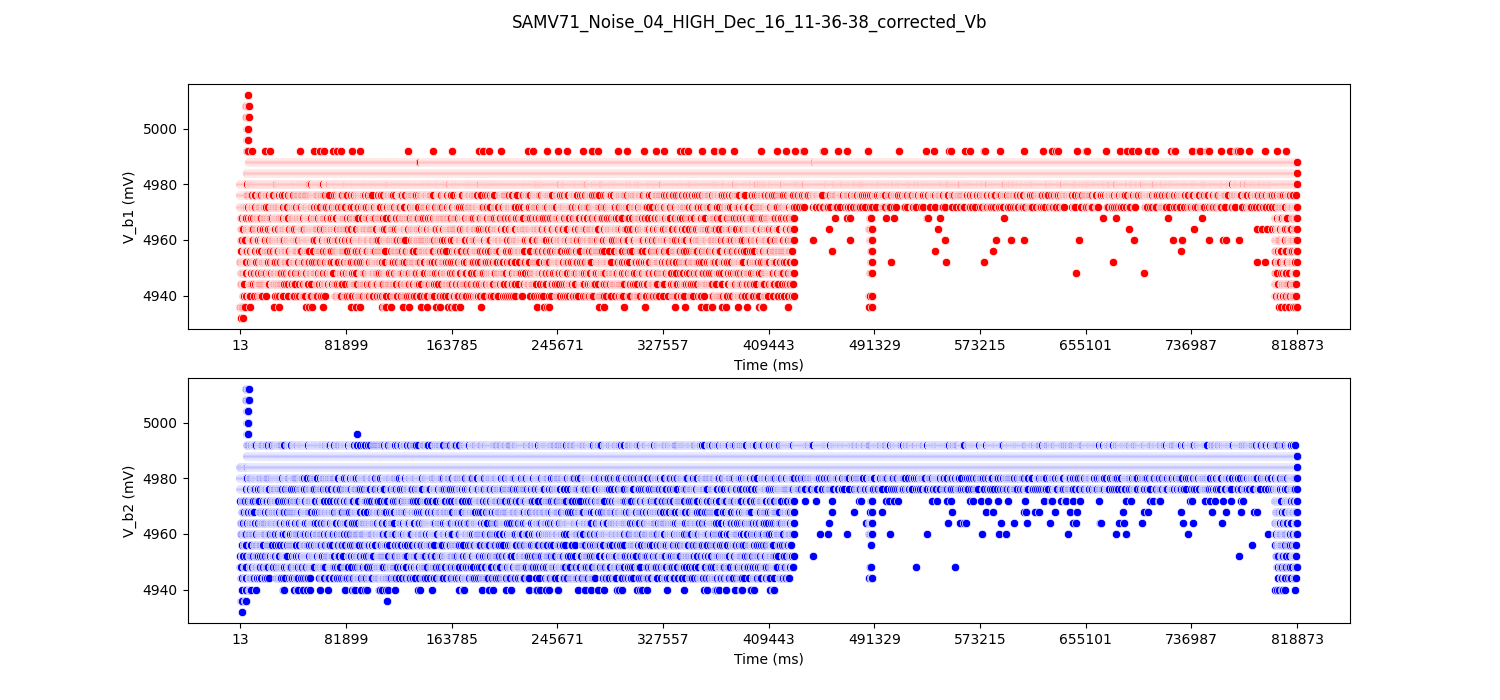 SAMV71_Noise_04_HIGH_Dec_16_11-36-38_corrected_Vb
5000
4980
4960
4940
V_b1 (mV)
13 81899 163785 245671 327557 409443 491329 573215 655101 736987 818873
Time (ms)
5000
4980
4960
4940
V_b2 (mV)
13 81899 163785 245671 327557 409443 491329 573215 655101 736987 818873
Time (ms)